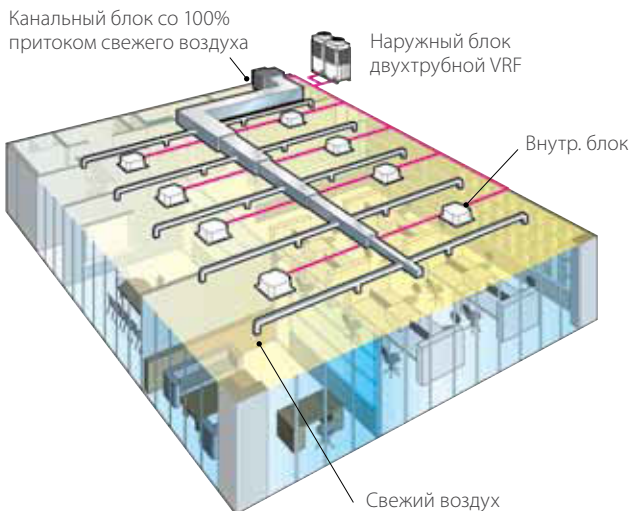 Канальный блок со 100%
притоком свежего воздуха
Наружный блок
двухтрубной VRF
Внутр. блок
Свежий воздух